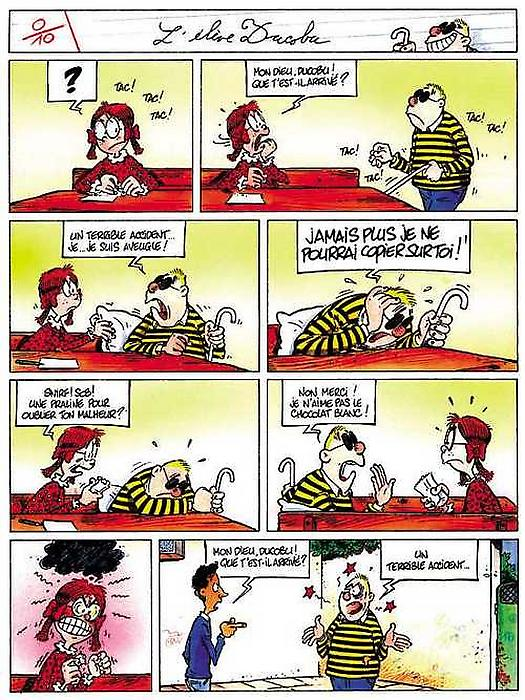 0/10
L'élève Ducobu
?
TAC!
TAC!
TAC!
MON DIEU, DUCOBU!
QUE T'EST-IL ARRIVÉ?
TAC!
TAC!
TAC!
TAC!
UN TERRIBLE ACCIDENT...
JE... JE SUIS AVEUGLE!
JAMAIS PLUS JE NE
POURRAI COPIER SUR TOI!
SNIRF! SOB!
UNE PRALINE POUR
OUBLIER TON MALHEUR?
NON MERCI!
JE N'AIME PAS LE
CHOCOLAT BLANC!
MON DIEU, DUCOBU!
QUE T'EST-IL ARRIVÉ?
UN
TERRIBLE ACCIDENT...